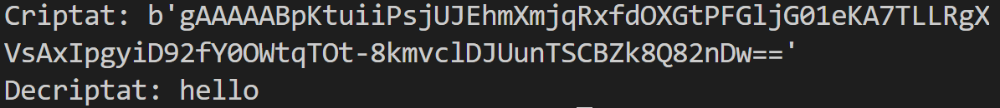 Criptat: b'gAAAAABpKtuiiPsjUJEhmXmjqRxfdOXGtPFGljG01eKA7TLLRgX
VsAxIpgyiD92fY0OWtqTOt-8kmvclDJUunTSCBZk8Q82nDw=='
Decriptat: hello